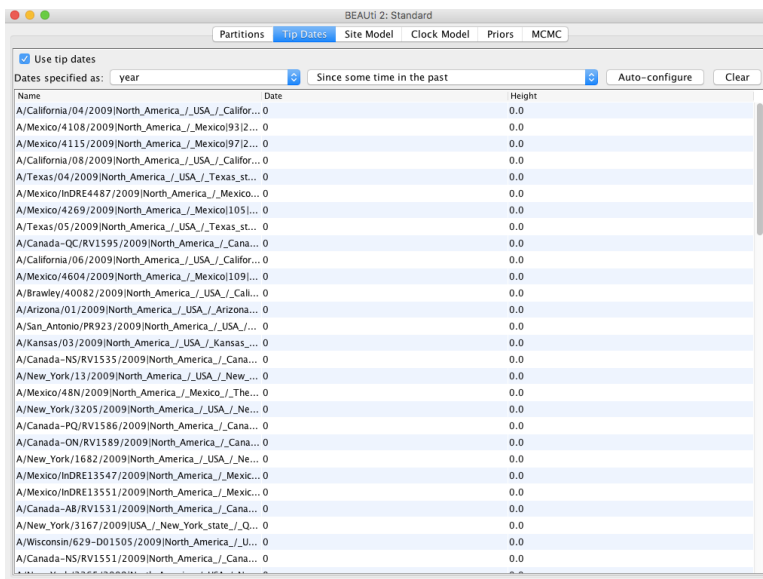 BEAUti 2: Standard
Partitions Tip Dates Site Model Clock Model Priors MCMC
Use tip dates
Dates specified as: year Since some time in the past Auto-configure Clear
Name Date Height
A/California/04/2009|North_America_/_USA_/_Califor... 0 0.0
A/Mexico/4108/2009|North_America_/_Mexico|93|2... 0 0.0
A/Mexico/4115/2009|North_America_/_Mexico|97|2... 0 0.0
A/California/08/2009|North_America_/_USA_/_Califor... 0 0.0
A/Texas/04/2009|North_America_/_USA_/_Texas_st... 0 0.0
A/Mexico/InDRE4487/2009|North_America_/_Mexico... 0 0.0
A/Mexico/4269/2009|North_America_/_Mexico|105|... 0 0.0
A/Texas/05/2009|North_America_/_USA_/_Texas_st... 0 0.0
A/Canada-QC/RV1595/2009|North_America_/_Cana... 0 0.0
A/California/06/2009|North_America_/_USA_/_Califor... 0 0.0
A/Mexico/4604/2009|North_America_/_Mexico|109|... 0 0.0
A/Brawley/40082/2009|North_America_/_USA_/_Cali... 0 0.0
A/Arizona/01/2009|North_America_/_USA_/_Arizona... 0 0.0
A/San_Antonio/PR923/2009|North_America_/_USA_/... 0 0.0
A/Kansas/03/2009|North_America_/_USA_/_Kansas_... 0 0.0
A/Canada-NS/RV1535/2009|North_America_/_Cana... 0 0.0
A/New_York/13/2009|North_America_/_USA_/_New_... 0 0.0
A/Mexico/48N/2009|North_America_/_Mexico_/_The... 0 0.0
A/New_York/3205/2009|North_America_/_USA_/_Ne... 0 0.0
A/Canada-PQ/RV1586/2009|North_America_/_Cana... 0 0.0
A/Canada-ON/RV1589/2009|North_America_/_Cana... 0 0.0
A/New_York/1682/2009|North_America_/_USA_/_Ne... 0 0.0
A/Mexico/InDRE13547/2009|North_America_/_Mexic... 0 0.0
A/Mexico/InDRE13551/2009|North_America_/_Mexic... 0 0.0
A/Canada-AB/RV1531/2009|North_America_/_Cana... 0 0.0
A/New_York/3167/2009|USA_/_New_York_state_/_Q... 0 0.0
A/Wisconsin/629-D01505/2009|North_America_/_U... 0 0.0
A/Canada-NS/RV1551/2009|North_America_/_Cana... 0 0.0